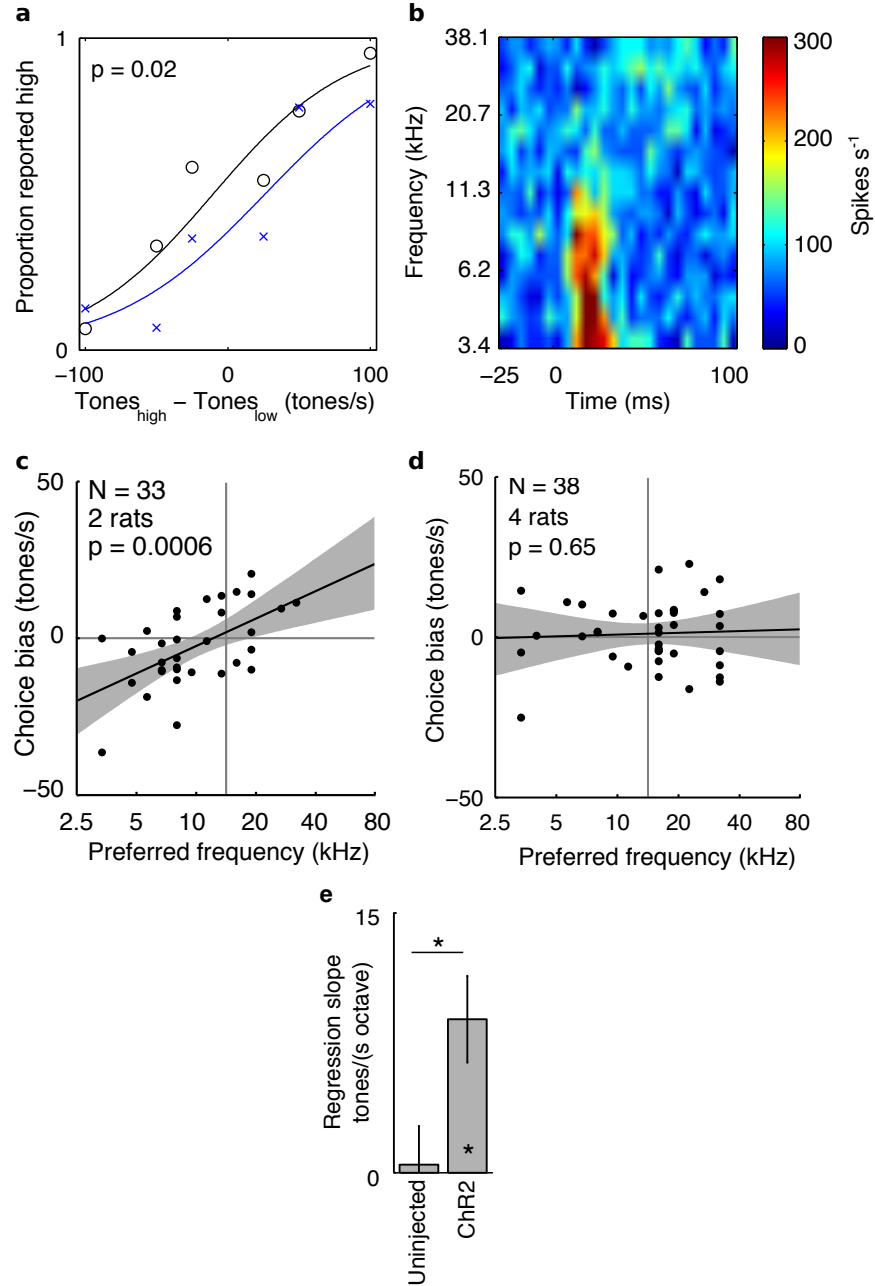 a
Proportion reported high
1
0
p = 0.02
−100
0
100
Tones high − Tones low (tones/s)
b
Frequency (kHz)
38.1
20.7
11.3
6.2
3.4
−25
0
100
Time (ms)
300
200
100
0
Spikes s-1
c
Choice bias (tones/s)
50
0
−50
N = 33
2 rats
p = 0.0006
2.5 5 10 20 40 80
Preferred frequency (kHz)
d
Choice bias (tones/s)
50
0
−50
N = 38
4 rats
p = 0.65
2.5 5 10 20 40 80
Preferred frequency (kHz)
e
Regression slope
tones/(s octave)
15
0
*
*
Uninjected
ChR2